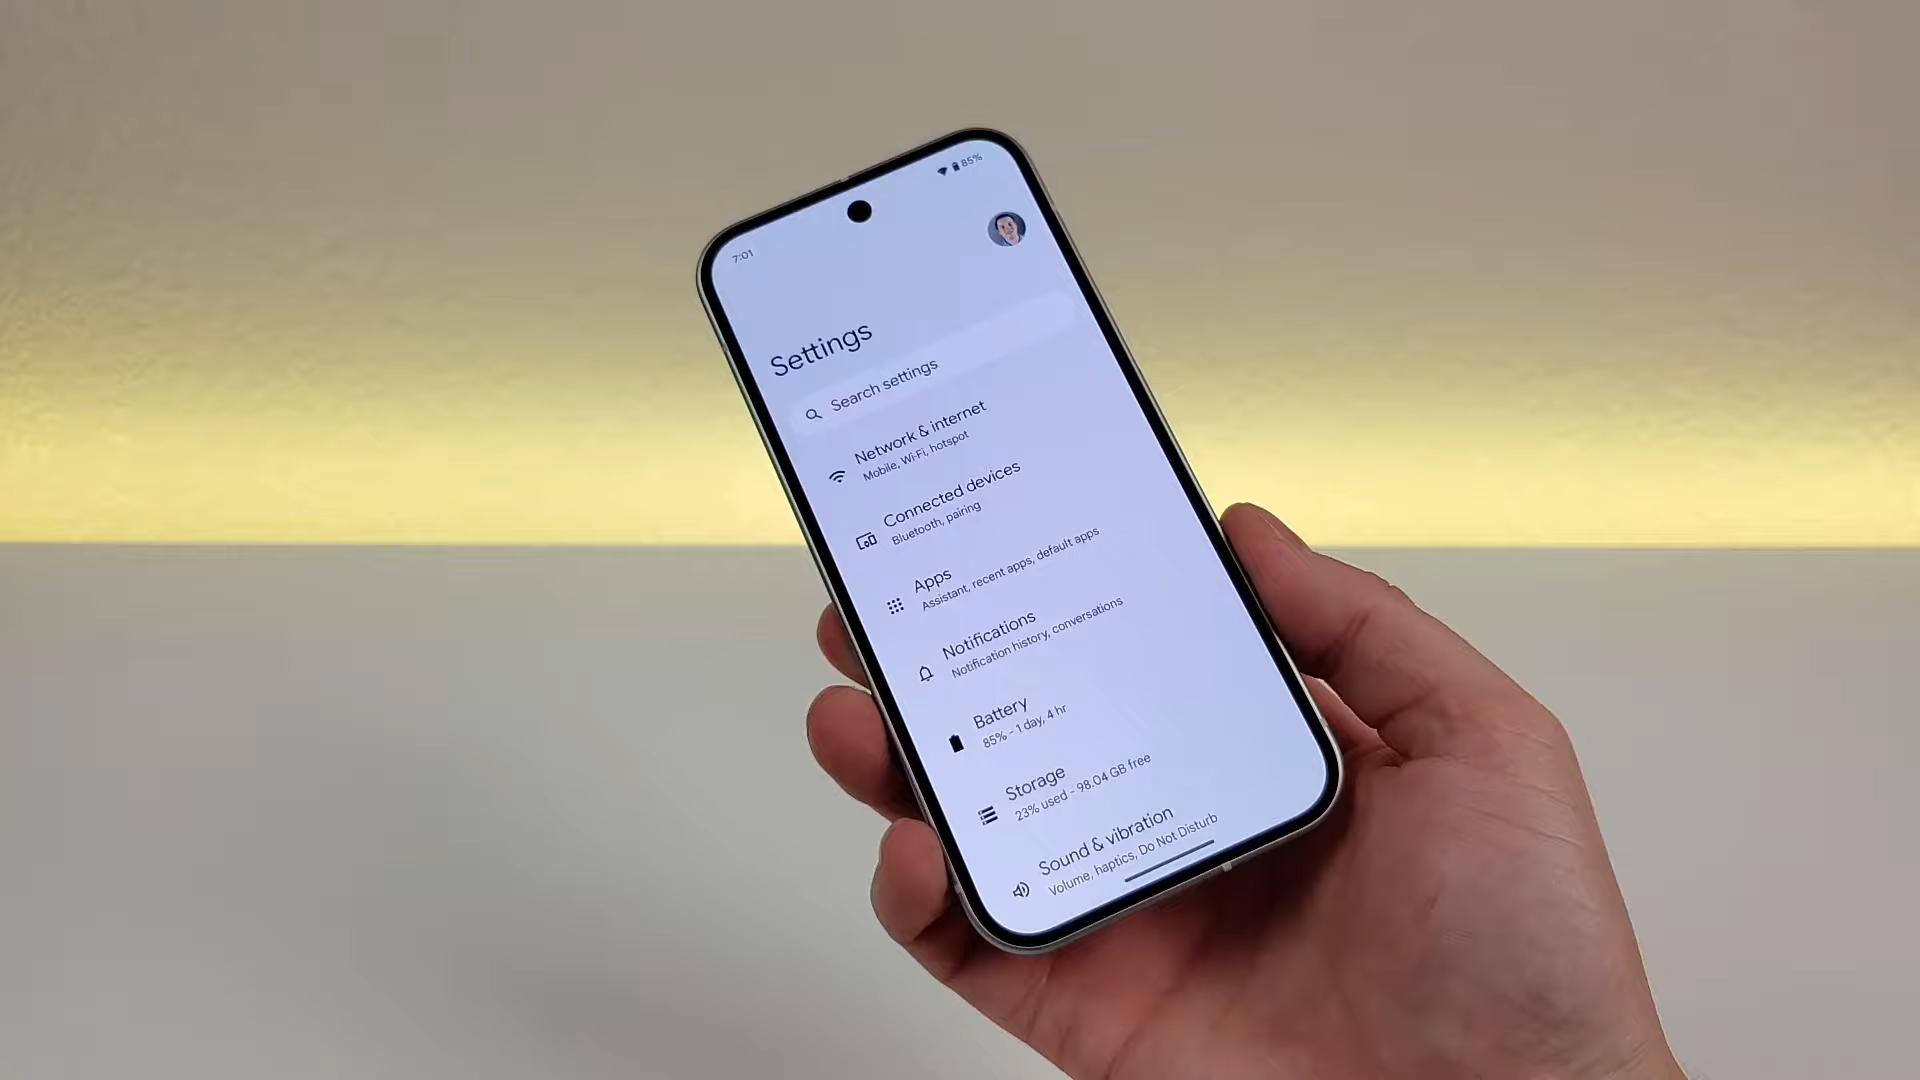 7:01
85%
Settings
Search settings
Network & internet
Mobile, Wi-Fi, hotspot
Connected devices
Bluetooth, pairing
Apps
Assistant, recent apps, default apps
Notifications
Notification history, conversations
Battery
85% - 1 day, 4 hr
Storage
23% used - 98.04 GB free
Sound & vibration
Volume, haptics, Do Not Disturb